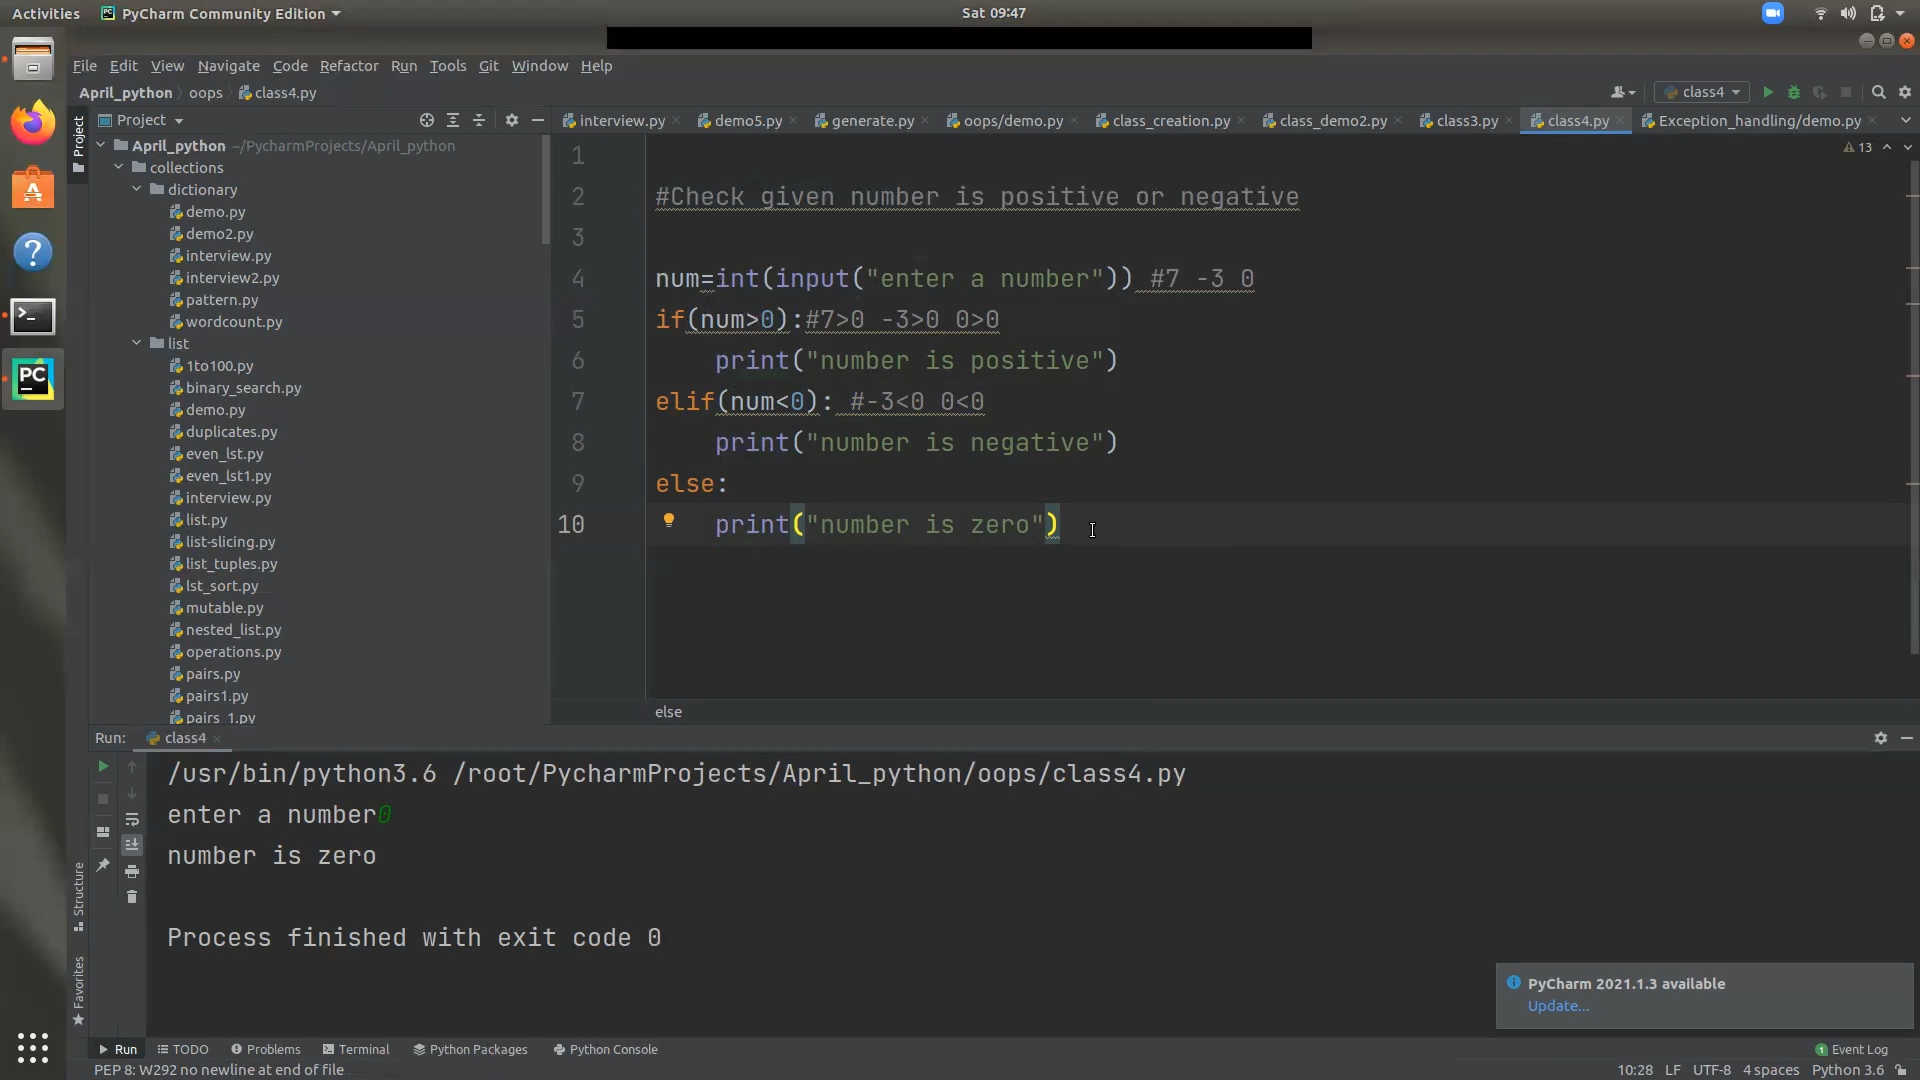 Activities PyCharm Community Edition Sat 09:47
File Edit View Navigate Code Refactor Run Tools Git Window Help
April_python oops class4.py class4
Project interview.py demo5.py generate.py oops/demo.py class_creation.py class_demo2.py class3.py class4.py Exception_handling/demo.py
Project
April_python ~/PycharmProjects/April_python
collections
dictionary
demo.py
demo2.py
interview.py
interview2.py
pattern.py
wordcount.py
list
1to100.py
binary_search.py
demo.py
duplicates.py
even_lst.py
even_lst1.py
interview.py
list.py
list-slicing.py
list_tuples.py
lst_sort.py
mutable.py
nested_list.py
operations.py
pairs.py
pairs1.py
pairs_1.py
13
1
2 #Check given number is positive or negative
3
4 num=int(input("enter a number")) #7 -3 0
5 if(num>0):#7>0 -3>0 0>0
6 print("number is positive")
7 elif(num<0): #-3<0 0<0
8 print("number is negative")
9 else:
10 print("number is zero")
else
Run: class4
/usr/bin/python3.6 /root/PycharmProjects/April_python/oops/class4.py
enter a number0
number is zero
Process finished with exit code 0
Structure
Favorites
PyCharm 2021.1.3 available
Update...
Run TODO Problems Terminal Python Packages Python Console 1 Event Log
PEP 8: W292 no newline at end of file 10:28 LF UTF-8 4 spaces Python 3.6